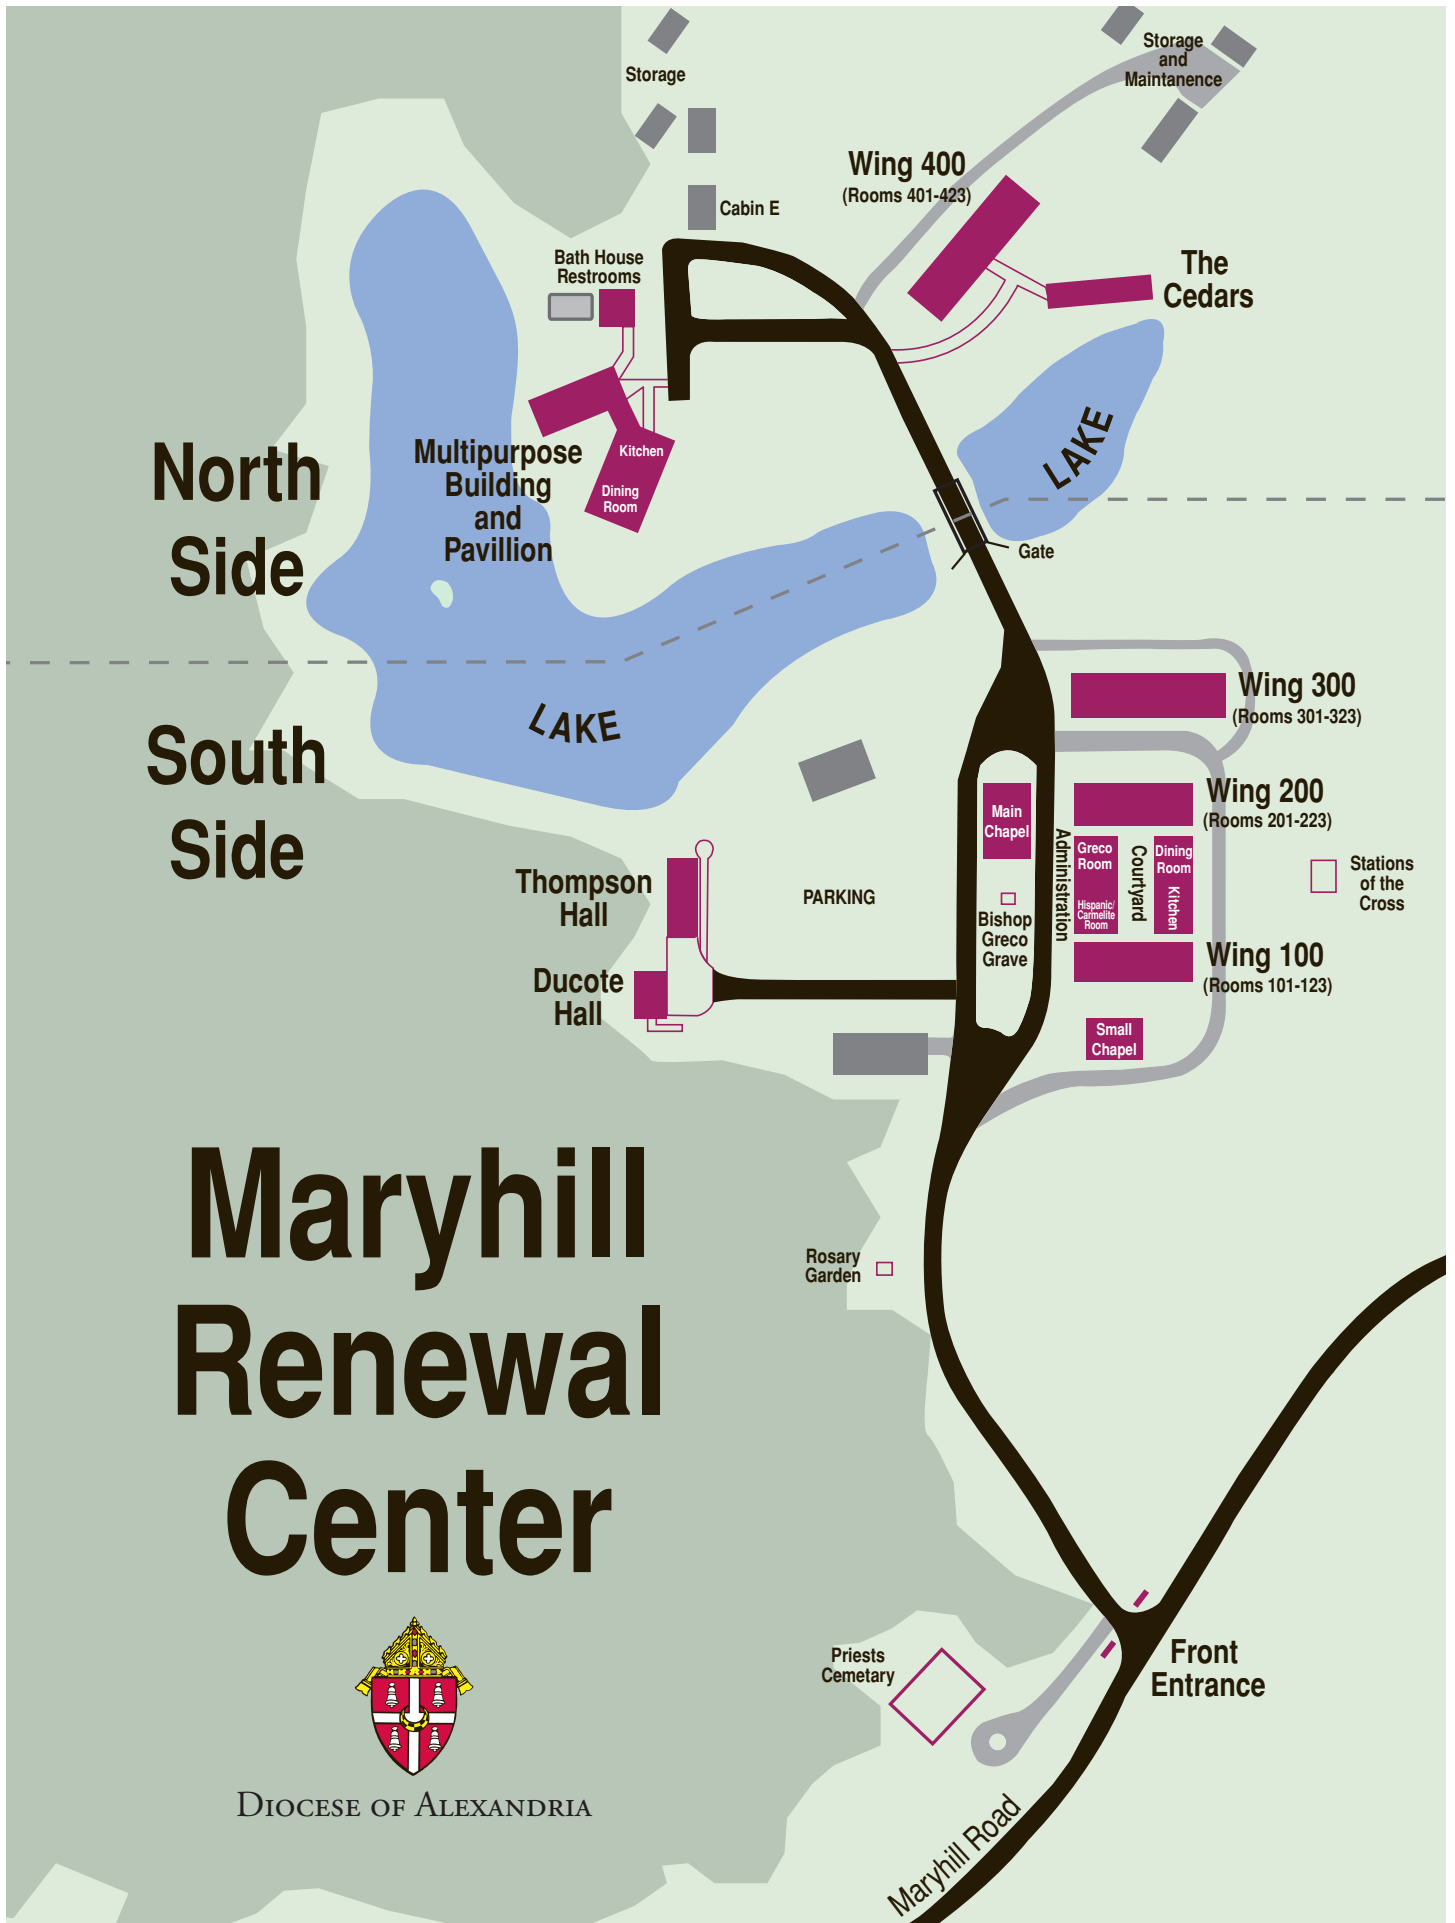 Storage
Storage
and
Maintanence
Wing 400
(Rooms 401-423)
Cabin E
Bath House
Restrooms
The
Cedars
North
Side
Multipurpose
Building
and
Pavillion
Kitchen
Dining
Room
LAKE
Gate
South
Side
LAKE
Wing 300
(Rooms 301-323)
Wing 200
(Rooms 201-223)
Main
Chapel
Administration
Greco
Room
Hispanic/
Carmelite
Room
Courtyard
Dining
Room
Kitchen
Stations
of the
Cross
Thompson
Hall
PARKING
Bishop
Greco
Grave
Wing 100
(Rooms 101-123)
Ducote
Hall
Small
Chapel
Maryhill
Renewal
Center
Rosary
Garden
Priests
Cemetary
Front
Entrance
Maryhill Road
Diocese of Alexandria